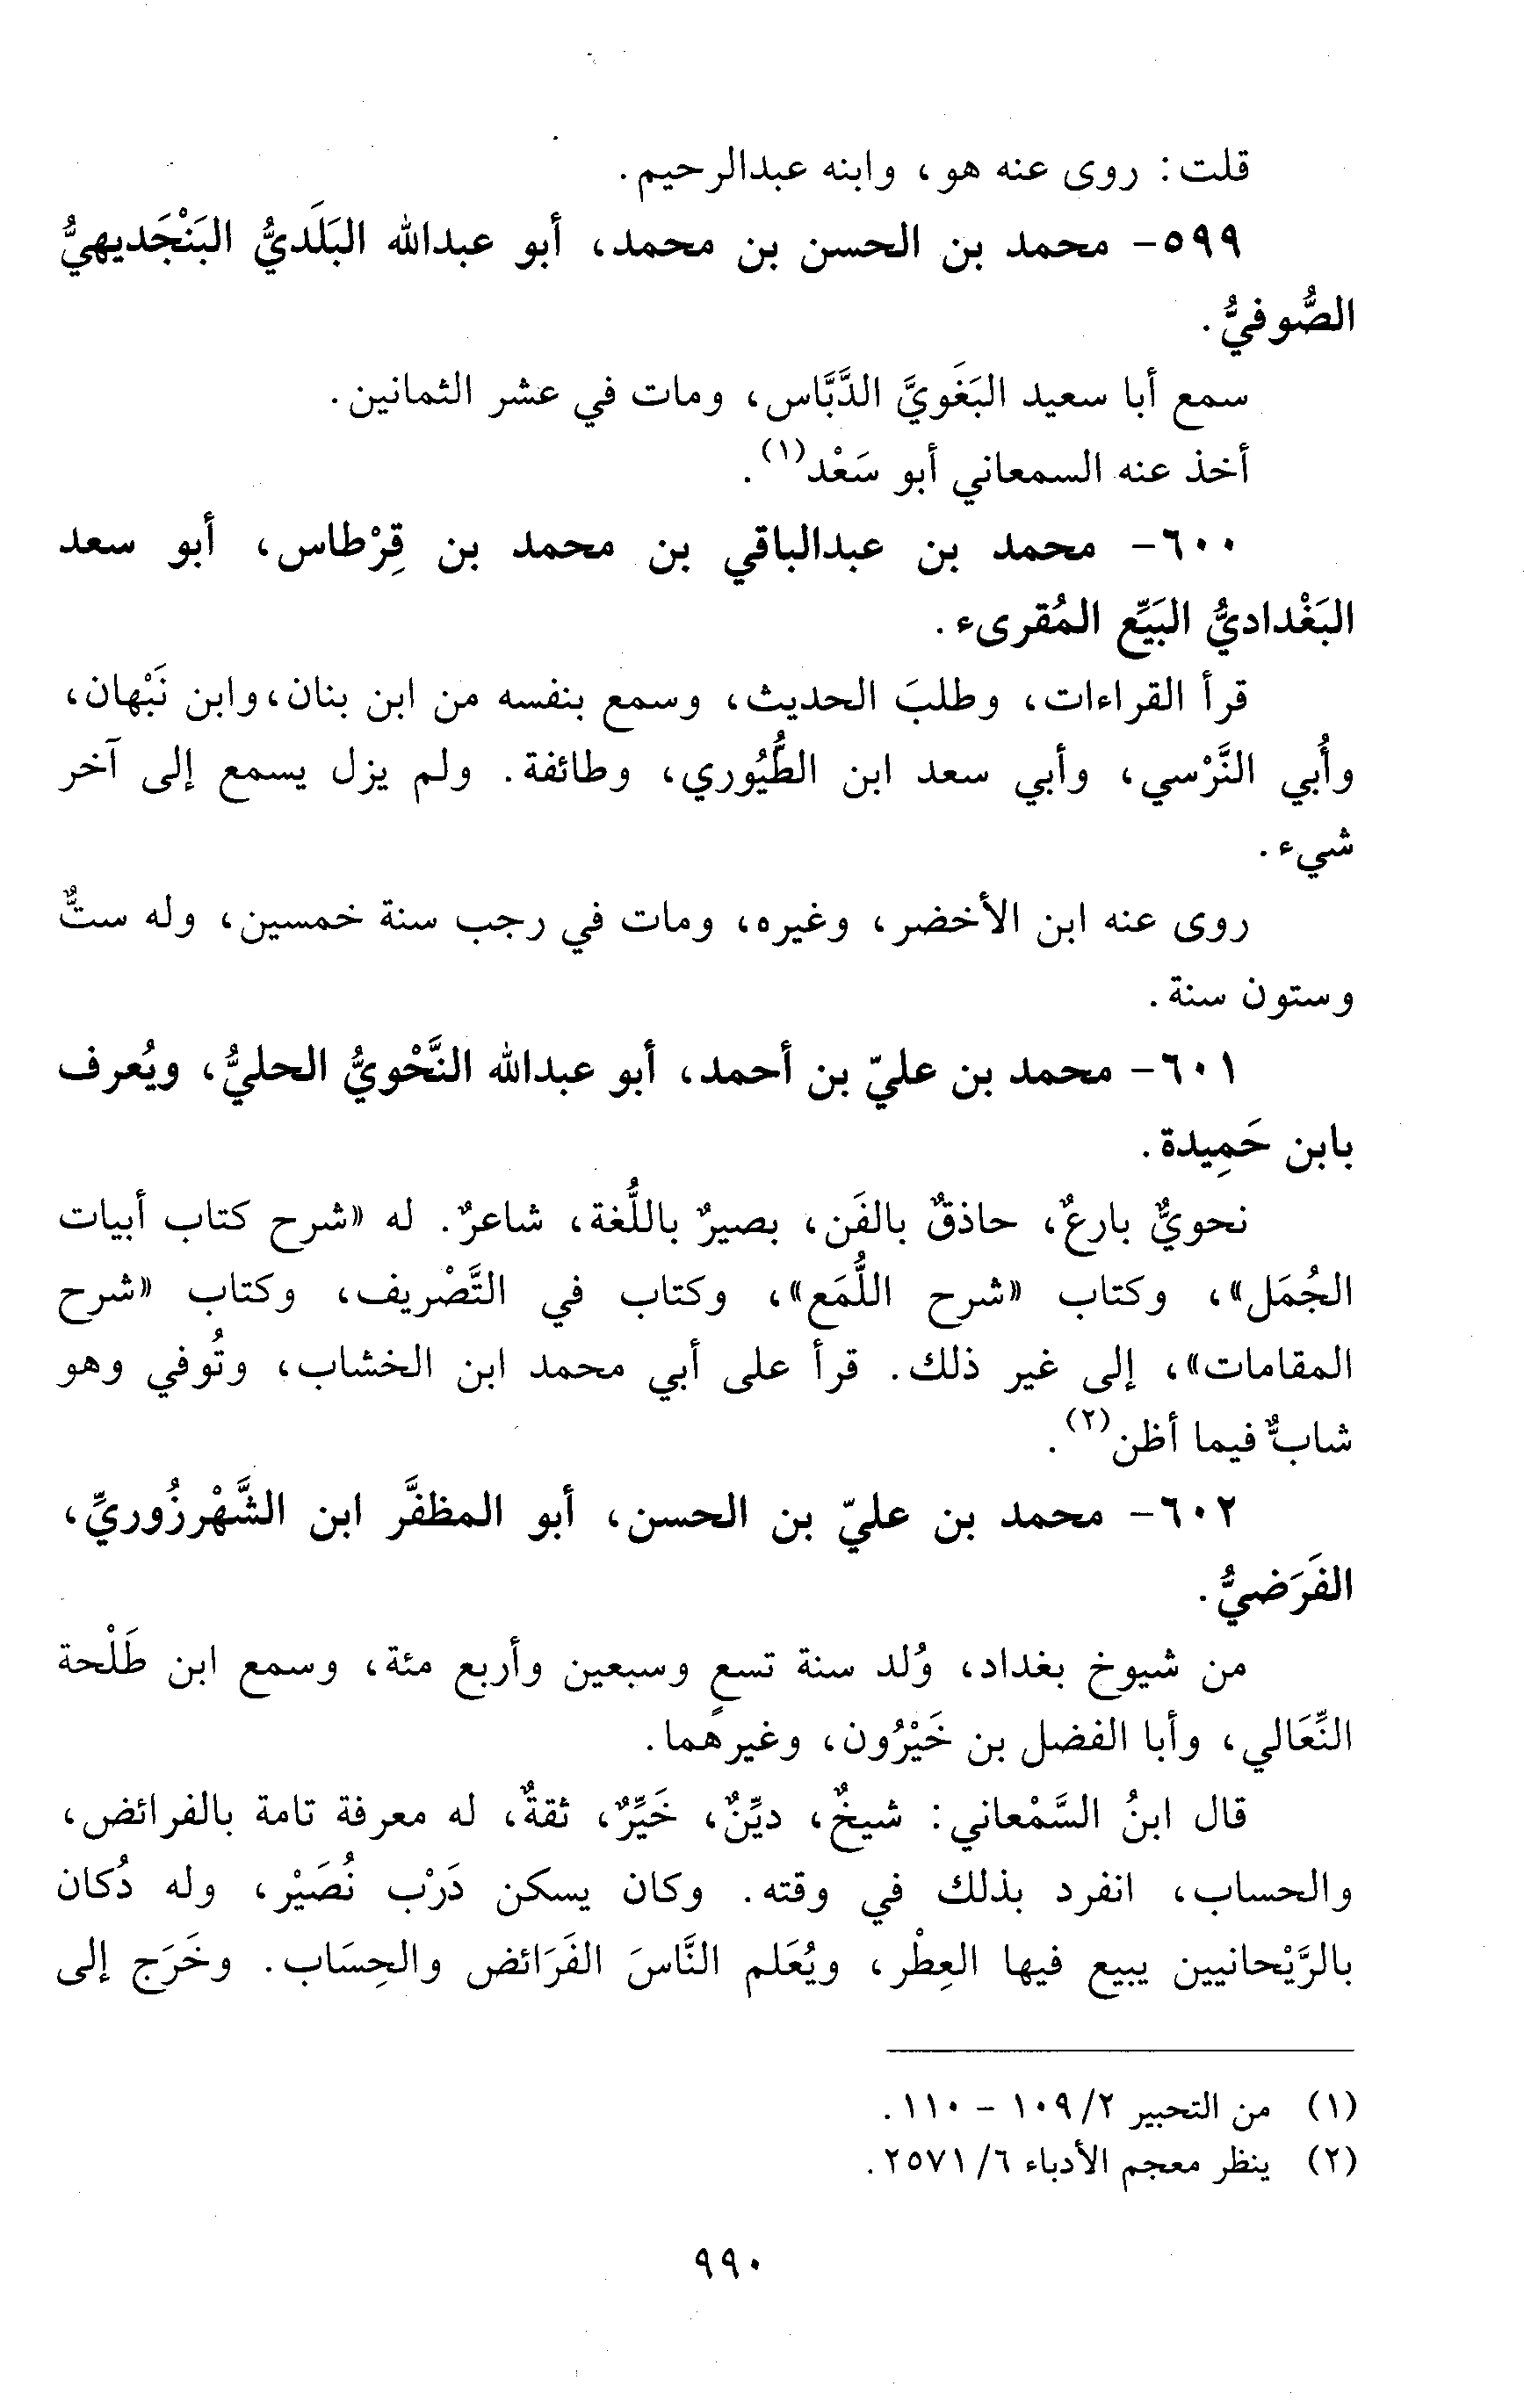 قلت: روى عنه هو، وابنه عبدالرحيم.
٥٩٩- محمد بن الحسن بن محمد، أبو عبدالله البَلَديُّ البَنْجَديهيُّ
الصُّوفيُّ.
سمع أبا سعيد البَغَويَّ الدَّبَّاس، ومات في عشر الثمانين.
أخذ عنه السمعاني أبو سَعْد(١).
٦٠٠- محمد بن عبدالباقي بن محمد بن قِرْطاس، أبو سعد
البَغْداديُّ البَيِّع المُقرىء.
قرأ القراءات، وطلبَ الحديث، وسمع بنفسه من ابن بنان،وابن نَبْهان،
وأُبي النَّرْسي، وأبي سعد ابن الطُّيُوري، وطائفة. ولم يزل يسمع إلى آخر
شيء.
روى عنه ابن الأخضر، وغيره، ومات في رجب سنة خمسين، وله ستٌّ
وستون سنة.
٦٠١- محمد بن عليّ بن أحمد، أبو عبدالله النَّحْويُّ الحليُّ، ويُعرف
بابن حَمِيدة.
نحويٌّ بارعٌ، حاذقٌ بالفَن، بصيرٌ باللُّغة، شاعرٌ. له «شرح كتاب أبيات
الجُمَل»، وكتاب «شرح اللُّمَع»، وكتاب في التَّصْريف، وكتاب «شرح
المقامات»، إلى غير ذلك. قرأ على أبي محمد ابن الخشاب، وتُوفي وهو
شابٌّ فيما أظن(٢).
٦٠٢- محمد بن عليّ بن الحسن، أبو المظفَّر ابن الشَّهْرزُوريِّ،
الفَرَضيُّ.
من شيوخ بغداد، وُلد سنة تسعٍ وسبعين وأربع مئة، وسمع ابن طَلْحة
النِّعَالي، وأبا الفضل بن خَيْرُون، وغيرهما.
قال ابنُ السَّمْعاني: شيخٌ، ديِّنٌ، خَيِّرٌ، ثقةٌ، له معرفة تامة بالفرائض،
والحساب، انفرد بذلك في وقته. وكان يسكن دَرْب نُصَيْر، وله دُكان
بالرَّيْحانيين يبيع فيها العِطْر، ويُعَلم النَّاسَ الفَرَائض والحِسَاب. وخَرَج إلى
(١) من التحبير ٢/ ١٠٩ - ١١٠.
(٢) ينظر معجم الأدباء ٦/ ٢٥٧١.
٩٩٠